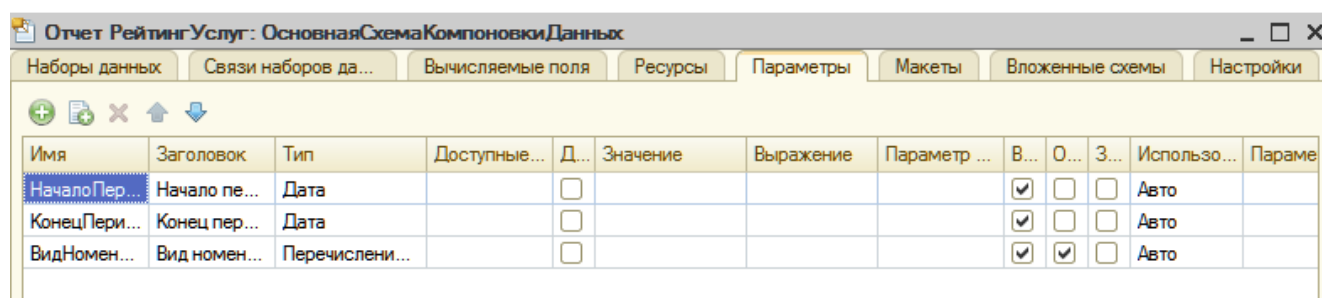 Отчет РейтингУслуг: ОсновнаяСхемаКомпоновкиДанных
Наборы данных Связи наборов да... Вычисляемые поля Ресурсы Параметры Макеты Вложенные схемы Настройки
Имя Заголовок Тип Доступные... Д... Значение Выражение Параметр ... В... О... З... Использо... Параме
НачалоПер... Начало пе... Дата Авто
КонецПери... Конец пер... Дата Авто
ВидНомен... Вид номен... Перечислени... Авто